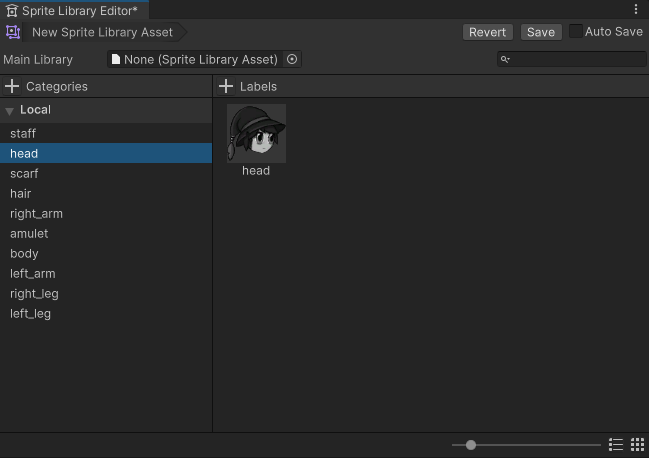 Sprite Library Editor*
New Sprite Library Asset
Revert Save Auto Save
Main Library None (Sprite Library Asset)
Categories
Labels
Local
staff
head
scarf
hair
right_arm
amulet
body
left_arm
right_leg
left_leg
head